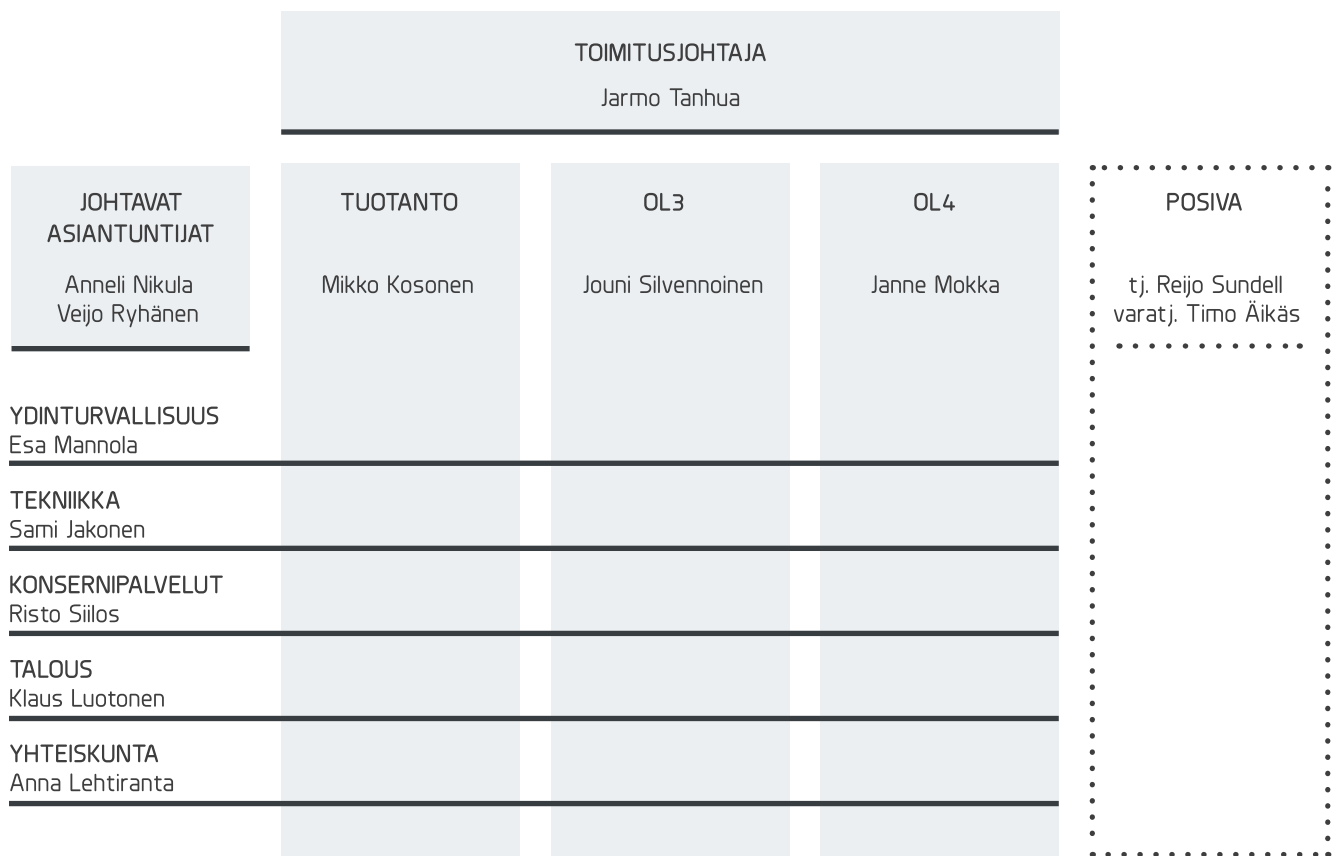 TOIMITUSJOHTAJA
Jarmo Tanhua
JOHTAVAT
ASIANTUNTIJAT
Anneli Nikula
Veijo Ryhänen
TUOTANTO
Mikko Kosonen
OL3
Jouni Silvennoinen
OL4
Janne Mokka
POSIVA
tj. Reijo Sundell
varatj. Timo Äikäs
YDINTURVALLISUUS
Esa Mannola
TEKNIIKKA
Sami Jakonen
KONSERNIPALVELUT
Risto Siilos
TALOUS
Klaus Luotonen
YHTEISKUNTA
Anna Lehtiranta